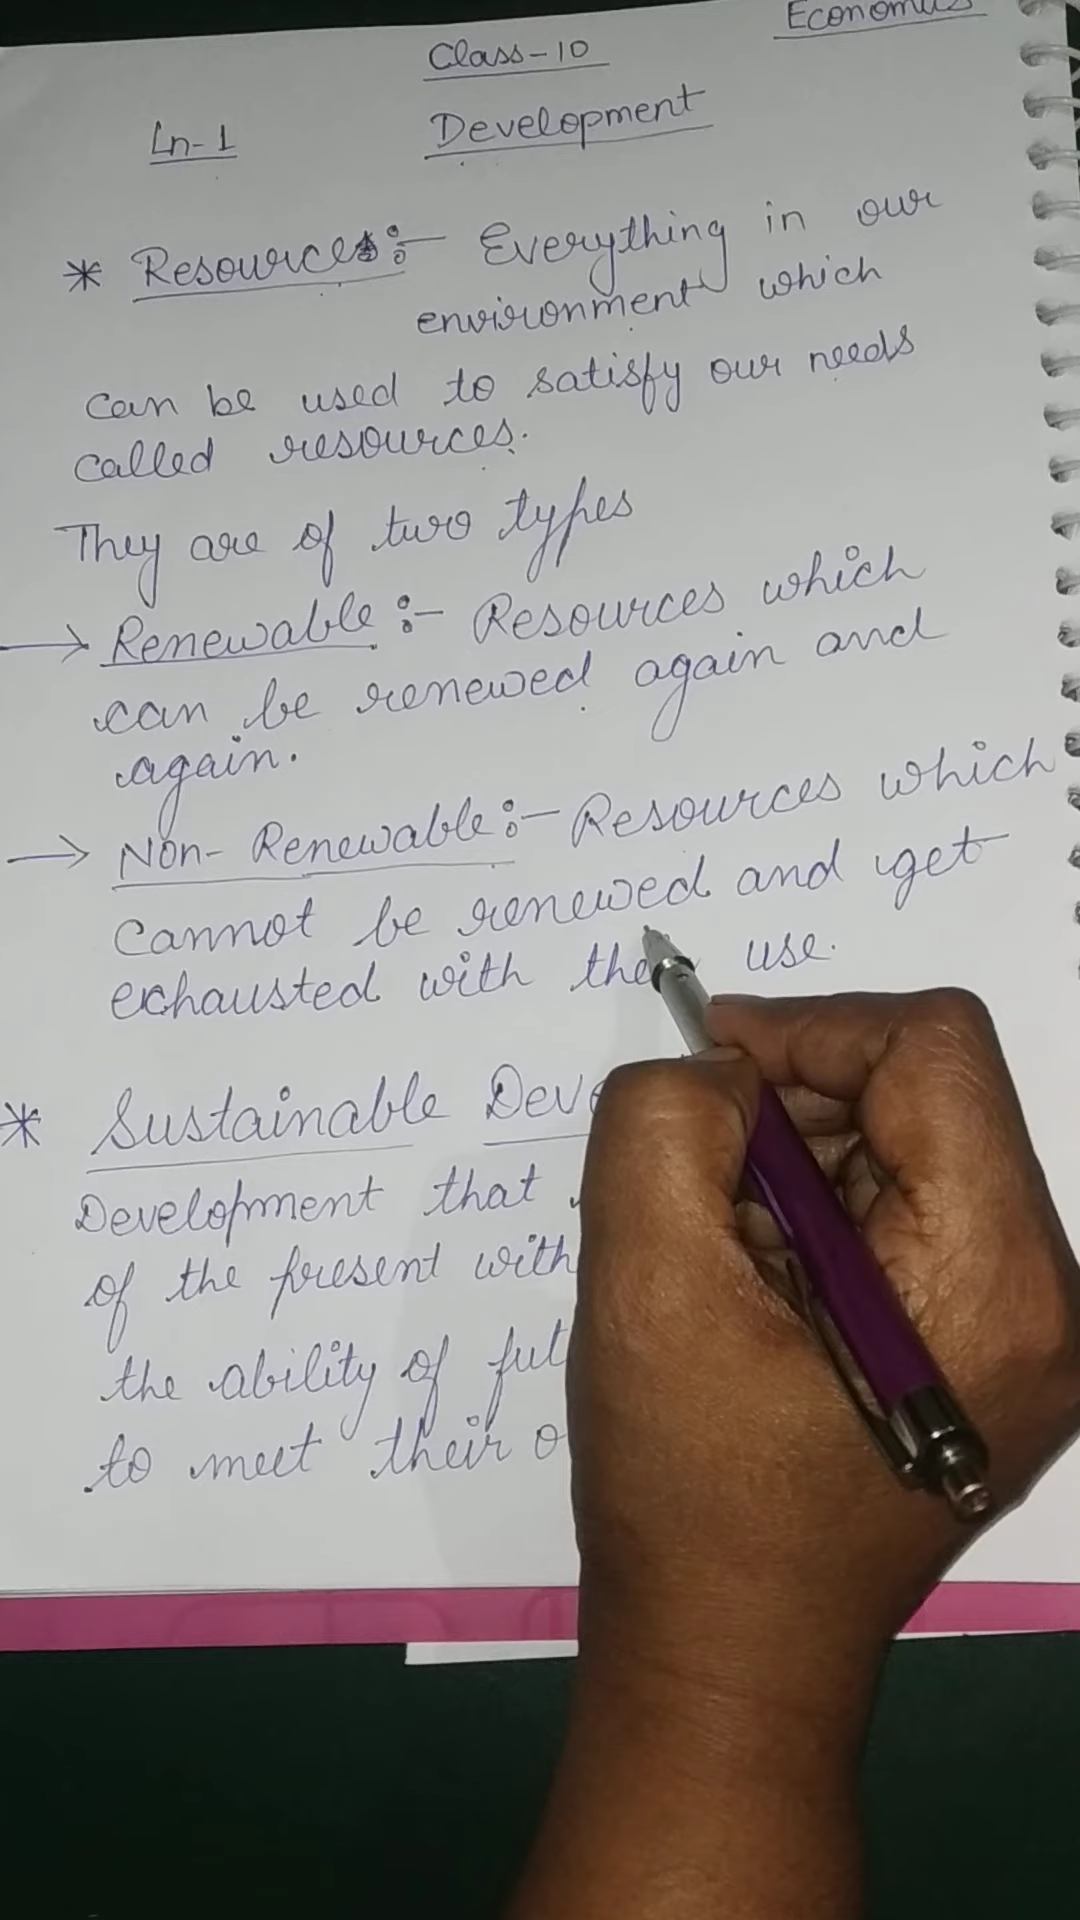 Economics
Class-10
Ln-1 Development
* Resources:- Everything in our
environment which
can be used to satisfy our needs
called resources.
They are of two types
→ Renewable :- Resources which
can be renewed again and
again.
→ Non-Renewable:- Resources which
cannot be renewed and get
exhausted with the use.
* Sustainable Deve
Development that
of the present with
the ability of fut
to meet their o